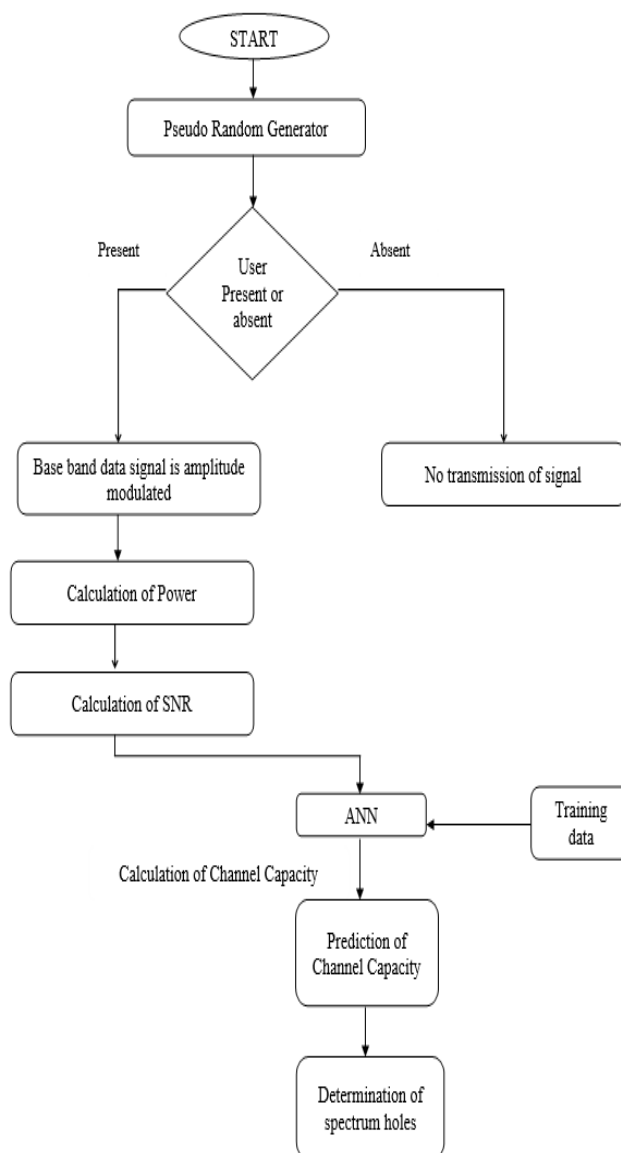 START
Pseudo Random Generator
Present
Absent
User
Present or
absent
Base band data signal is amplitude
modulated
No transmission of signal
Calculation of Power
Calculation of SNR
ANN
Training
data
Calculation of Channel Capacity
Prediction of
Channel Capacity
Determination of
spectrum holes